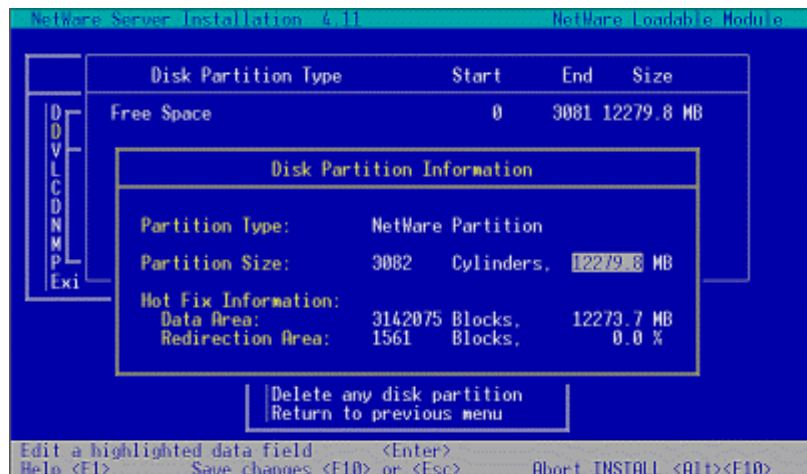 NetWare Server Installation 4.11 NetWare Loadable Module
Disk Partition Type Start End Size
Free Space 0 3081 12279.8 MB
D
D
V
L
C
D
N
M
P
Exi
Disk Partition Information
Partition Type: NetWare Partition
Partition Size: 3082 Cylinders, 12279.8 MB
Hot Fix Information:
Data Area: 3142075 Blocks, 12273.7 MB
Redirection Area: 1561 Blocks, 0.0 %
Delete any disk partition
Return to previous menu
Edit a highlighted data field <Enter>
Help <F1> Save changes <F10> or <Esc> Abort INSTALL <Alt><F10>